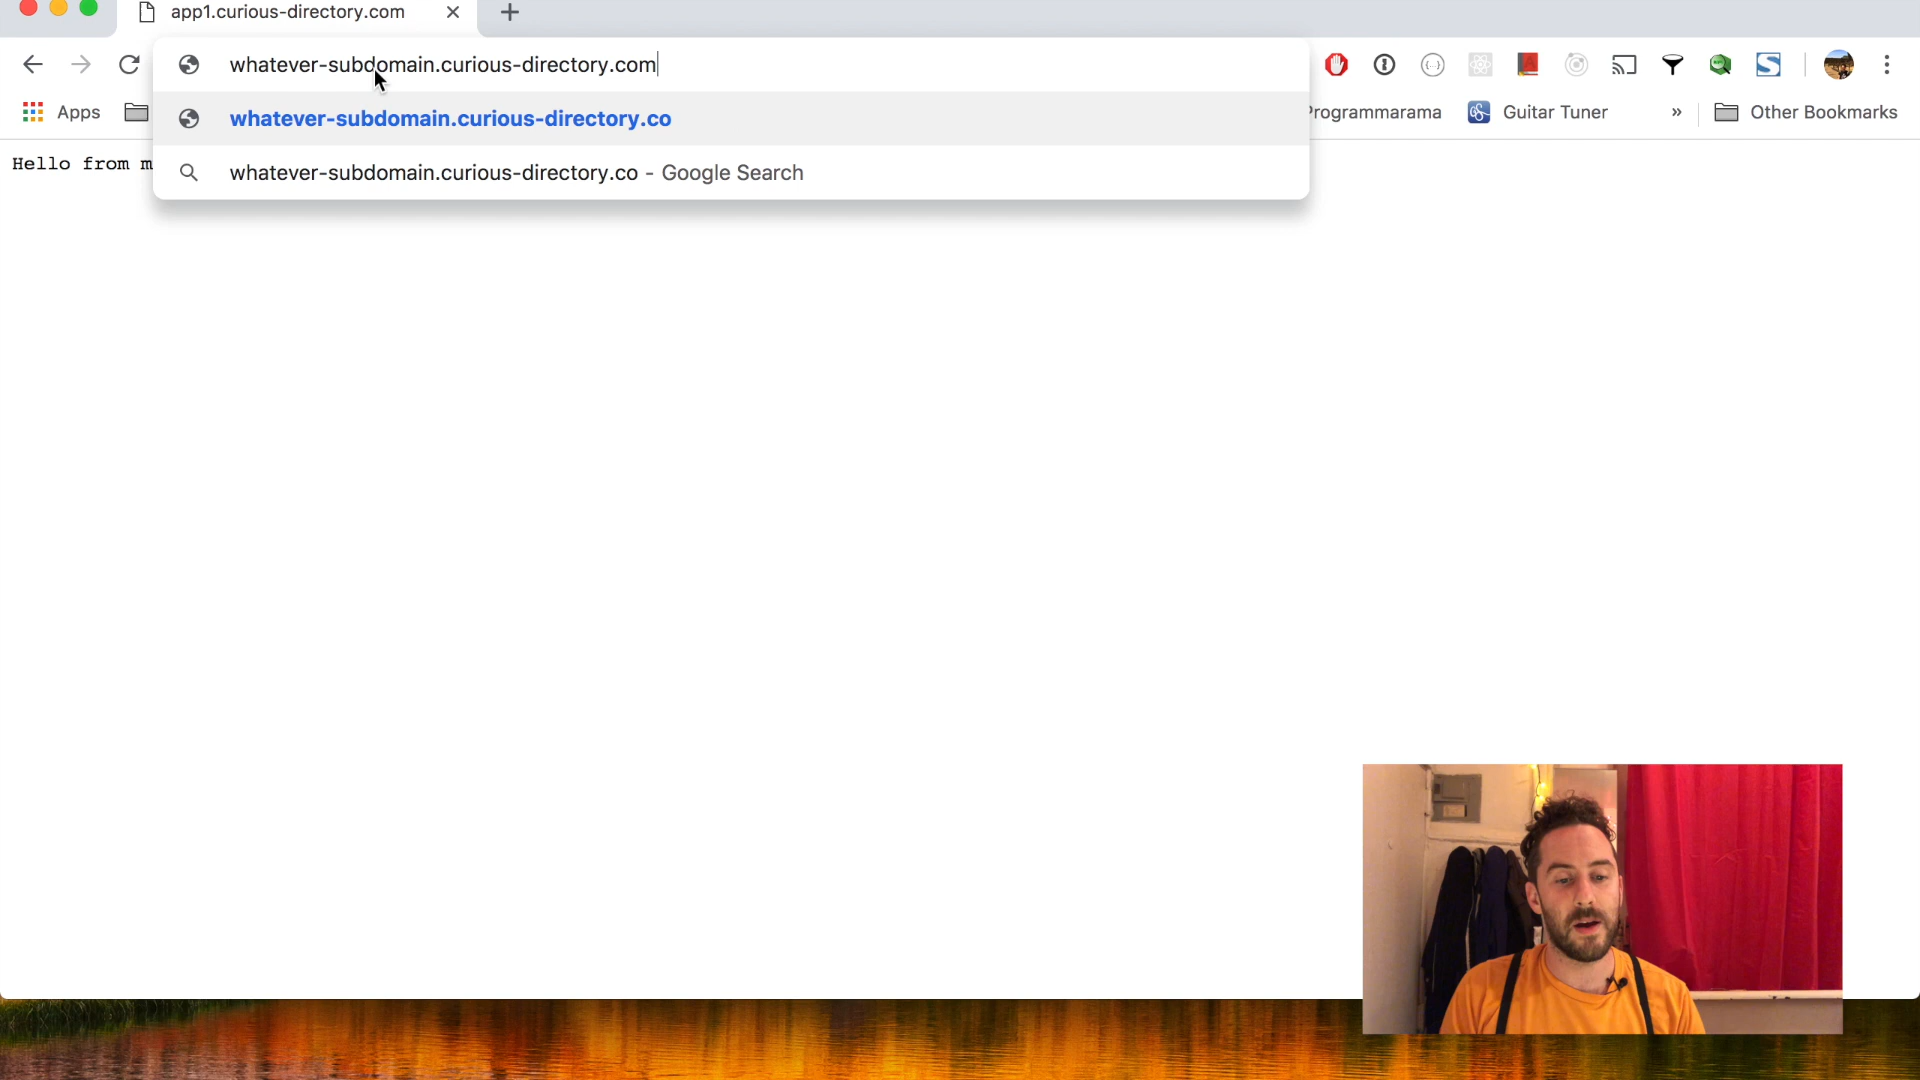 app1.curious-directory.com
whatever-subdomain.curious-directory.com
Apps
whatever-subdomain.curious-directory.co
Programmarama
Guitar Tuner
»
Other Bookmarks
Hello from m
whatever-subdomain.curious-directory.co - Google Search